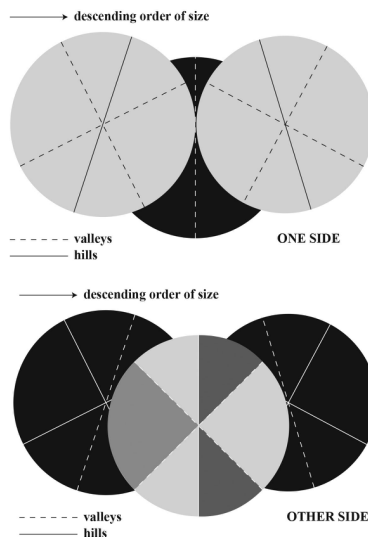 descending order of size
valleys
ONE SIDE
hills
descending order of size
valleys
OTHER SIDE
hills